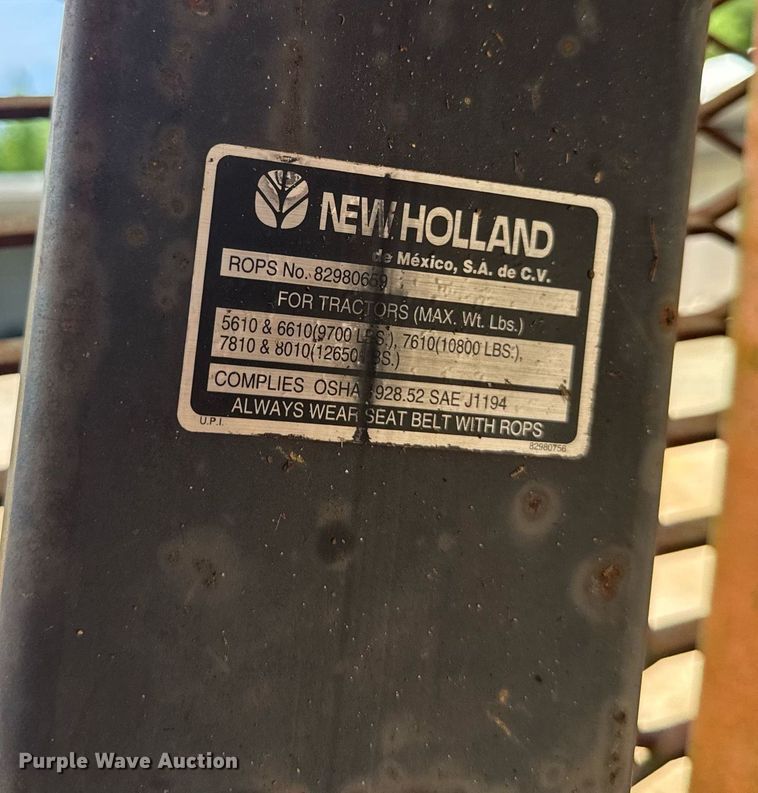 NEW HOLLAND
de México, S.A. de C.V.
ROPS No. 82980659
FOR TRACTORS (MAX. Wt. Lbs.)
5610 & 6610(9700 LBS.), 7610(10800 LBS.),
7810 & 8010(12650 LBS.)
COMPLIES OSHA 1928.52 SAE J1194
ALWAYS WEAR SEAT BELT WITH ROPS
U.P.I. 82980756
Purple Wave Auction